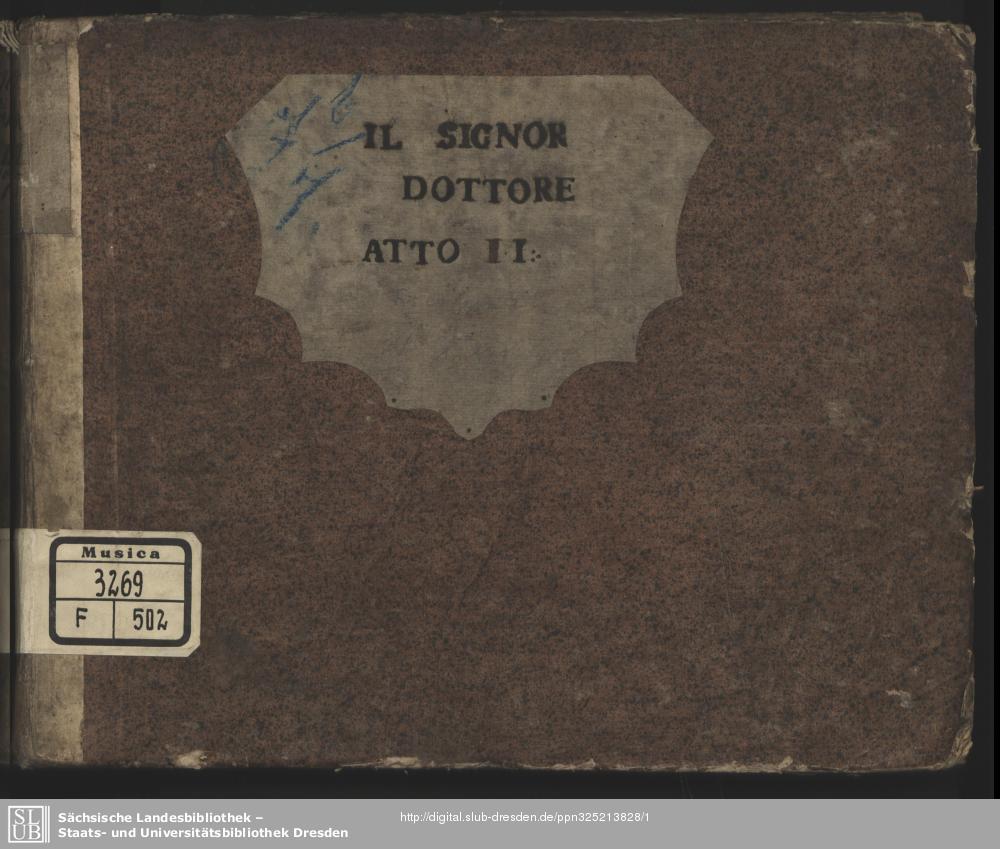 IL SIGNOR
DOTTORE
ATTO II:
Musica
3269
F 502
SLUB
Sächsische Landesbibliothek –
Staats- und Universitätsbibliothek Dresden
http://digital.slub-dresden.de/ppn325213828/1